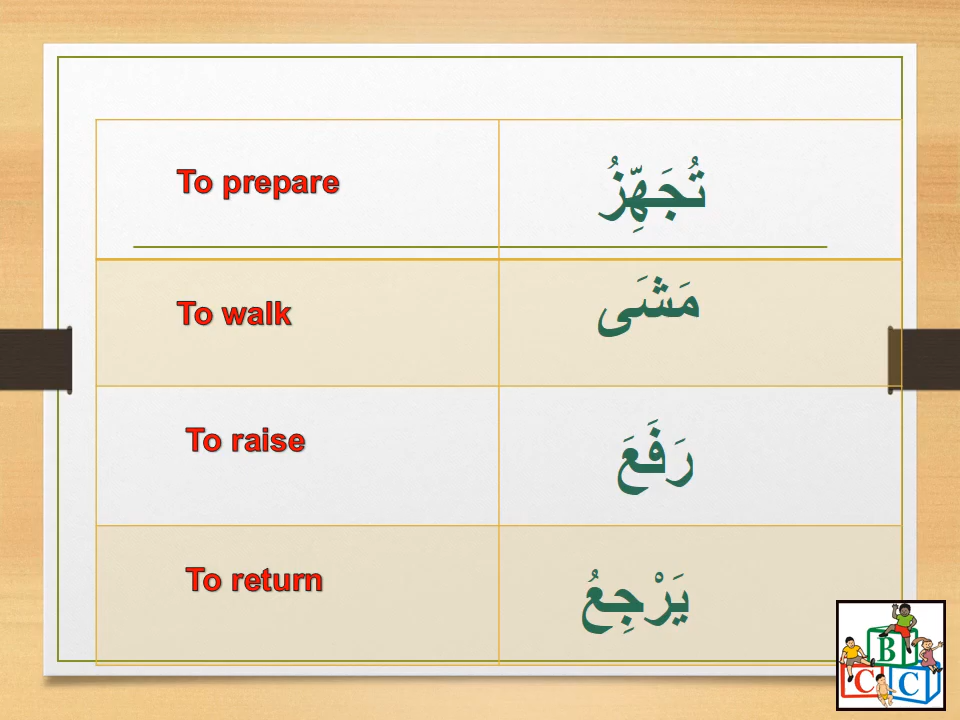 To prepare تُجَهِّزُ
To walk مَشَى
To raise رَفَعَ
To return يَرْجِعُ
B
C C